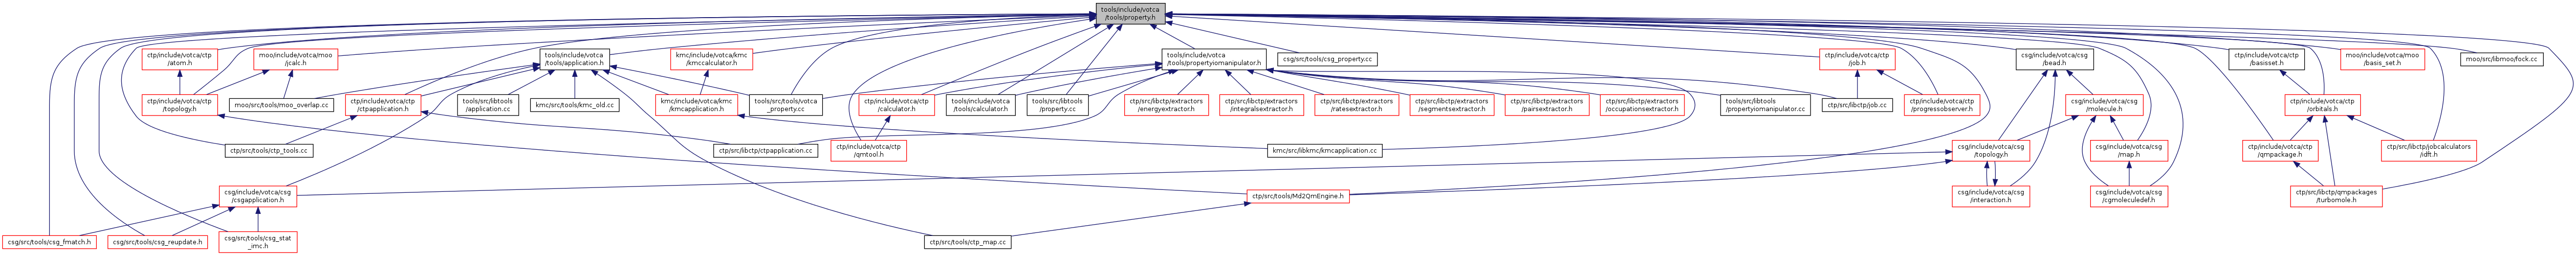 tools/include/votca
/tools/property.h
ctp/include/votca/ctp
/atom.h
moo/include/votca/moo
/jcalc.h
tools/include/votca
/tools/application.h
kmc/include/votca/kmc
/kmccalculator.h
tools/include/votca
/tools/propertyiomanipulator.h
csg/src/tools/csg_property.cc
ctp/include/votca/ctp
/job.h
csg/include/votca/csg
/bead.h
ctp/include/votca/ctp
/basisset.h
moo/include/votca/moo
/basis_set.h
moo/src/libmoo/fock.cc
ctp/include/votca/ctp
/topology.h
moo/src/tools/moo_overlap.cc
ctp/include/votca/ctp
/ctpapplication.h
tools/src/libtools
/application.cc
kmc/src/tools/kmc_old.cc
kmc/include/votca/kmc
/kmcapplication.h
tools/src/tools/votca
_property.cc
ctp/include/votca/ctp
/calculator.h
tools/include/votca
/tools/calculator.h
tools/src/libtools
/property.cc
ctp/src/libctp/extractors
/energyextractor.h
ctp/src/libctp/extractors
/integralsextractor.h
ctp/src/libctp/extractors
/ratesextractor.h
ctp/src/libctp/extractors
/segmentsextractor.h
ctp/src/libctp/extractors
/pairsextractor.h
ctp/src/libctp/extractors
/occupationsextractor.h
tools/src/libtools
/propertyiomanipulator.cc
ctp/src/libctp/job.cc
ctp/include/votca/ctp
/progressobserver.h
csg/include/votca/csg
/molecule.h
ctp/include/votca/ctp
/orbitals.h
ctp/src/tools/ctp_tools.cc
ctp/src/libctp/ctpapplication.cc
ctp/include/votca/ctp
/qmtool.h
kmc/src/libkmc/kmcapplication.cc
csg/include/votca/csg
/topology.h
csg/include/votca/csg
/map.h
ctp/include/votca/ctp
/qmpackage.h
ctp/src/libctp/jobcalculators
/idft.h
csg/include/votca/csg
/csgapplication.h
ctp/src/tools/Md2QmEngine.h
csg/include/votca/csg
/interaction.h
csg/include/votca/csg
/cgmoleculedef.h
ctp/src/libctp/qmpackages
/turbomole.h
csg/src/tools/csg_fmatch.h
csg/src/tools/csg_reupdate.h
csg/src/tools/csg_stat
_imc.h
ctp/src/tools/ctp_map.cc